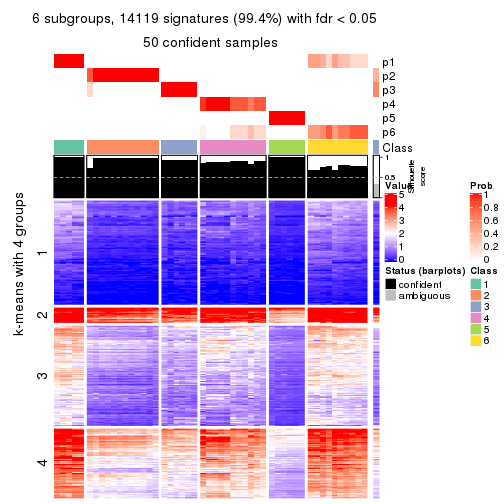 6 subgroups, 14119 signatures (99.4%) with fdr < 0.05
50 confident samples
p1
p2
p3
p4
p5
p6
Class
1
0.5
0
Silhouette
score
k-means with 4 groups
1
2
3
4
Value
5
4
3
2
1
0
Prob
1
0.8
0.6
0.4
0.2
0
Status (barplots)
confident
ambiguous
Class
1
2
3
4
5
6